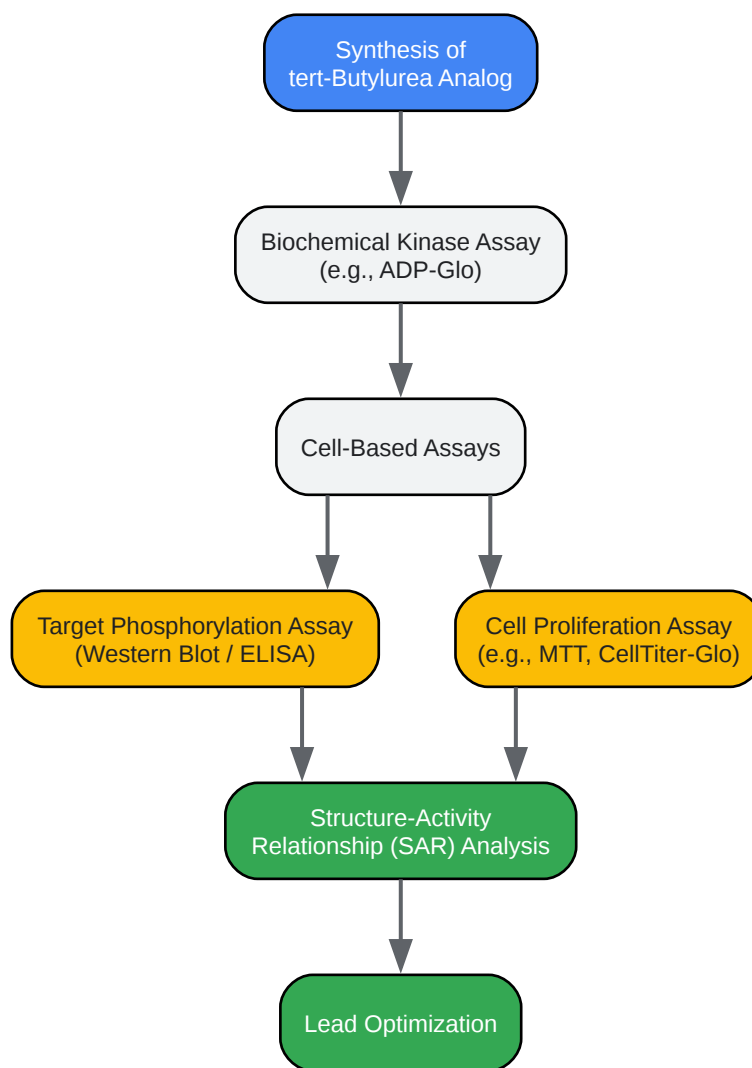 Synthesis of
tert-Butylurea Analog
Biochemical Kinase Assay
(e.g., ADP-Glo)
Cell-Based Assays
Target Phosphorylation Assay
(Western Blot / ELISA)
Cell Proliferation Assay
(e.g., MTT, CellTiter-Glo)
Structure-Activity
Relationship (SAR) Analysis
Lead Optimization